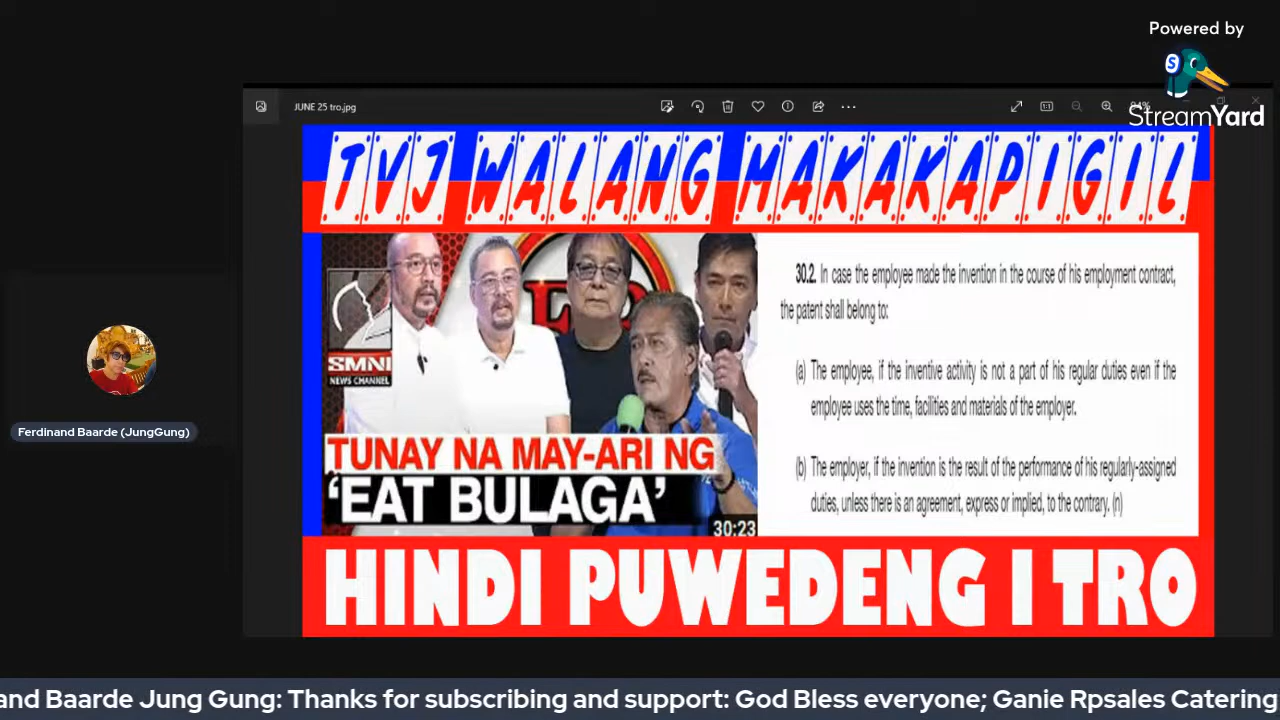 Powered by
StreamYard
JUNE 25 tro.jpg
TVJ WALANG MAKAKAPIGIL
30.2. In case the employee made the invention in the course of his employment contract,
the patent shall belong to:
(a) The employee, if the inventive activity is not a part of his regular duties even if the
employee uses the time, facilities and materials of the employer.
(b) The employer, if the invention is the result of the performance of his regularly-assigned
duties, unless there is an agreement, express or implied, to the contrary. (n)
SMNI
NEWS CHANNEL
TUNAY NA MAY-ARI NG
'EAT BULAGA'
30:23
HINDI PUWEDENG I TRO
Ferdinand Baarde (JungGung)
and Baarde Jung Gung: Thanks for subscribing and support: God Bless everyone; Ganie Rpsales Catering